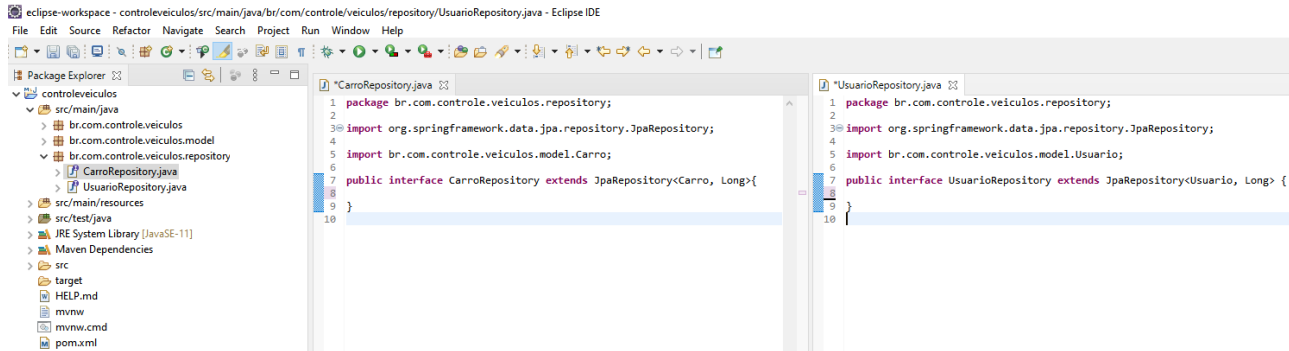 eclipse-workspace - controleveiculos/src/main/java/br/com/controle/veiculos/repository/UsuarioRepository.java - Eclipse IDE
File Edit Source Refactor Navigate Search Project Run Window Help
Package Explorer
controleveiculos
src/main/java
br.com.controle.veiculos
br.com.controle.veiculos.model
br.com.controle.veiculos.repository
CarroRepository.java
UsuarioRepository.java
src/main/resources
src/test/java
JRE System Library [JavaSE-11]
Maven Dependencies
src
target
HELP.md
mvnw
mvnw.cmd
pom.xml
*CarroRepository.java
1 package br.com.controle.veiculos.repository;
2
3 import org.springframework.data.jpa.repository.JpaRepository;
4
5 import br.com.controle.veiculos.model.Carro;
6
7 public interface CarroRepository extends JpaRepository<Carro, Long>{
8
9 }
10
*UsuarioRepository.java
1 package br.com.controle.veiculos.repository;
2
3 import org.springframework.data.jpa.repository.JpaRepository;
4
5 import br.com.controle.veiculos.model.Usuario;
6
7 public interface UsuarioRepository extends JpaRepository<Usuario, Long> {
8
9 }
10